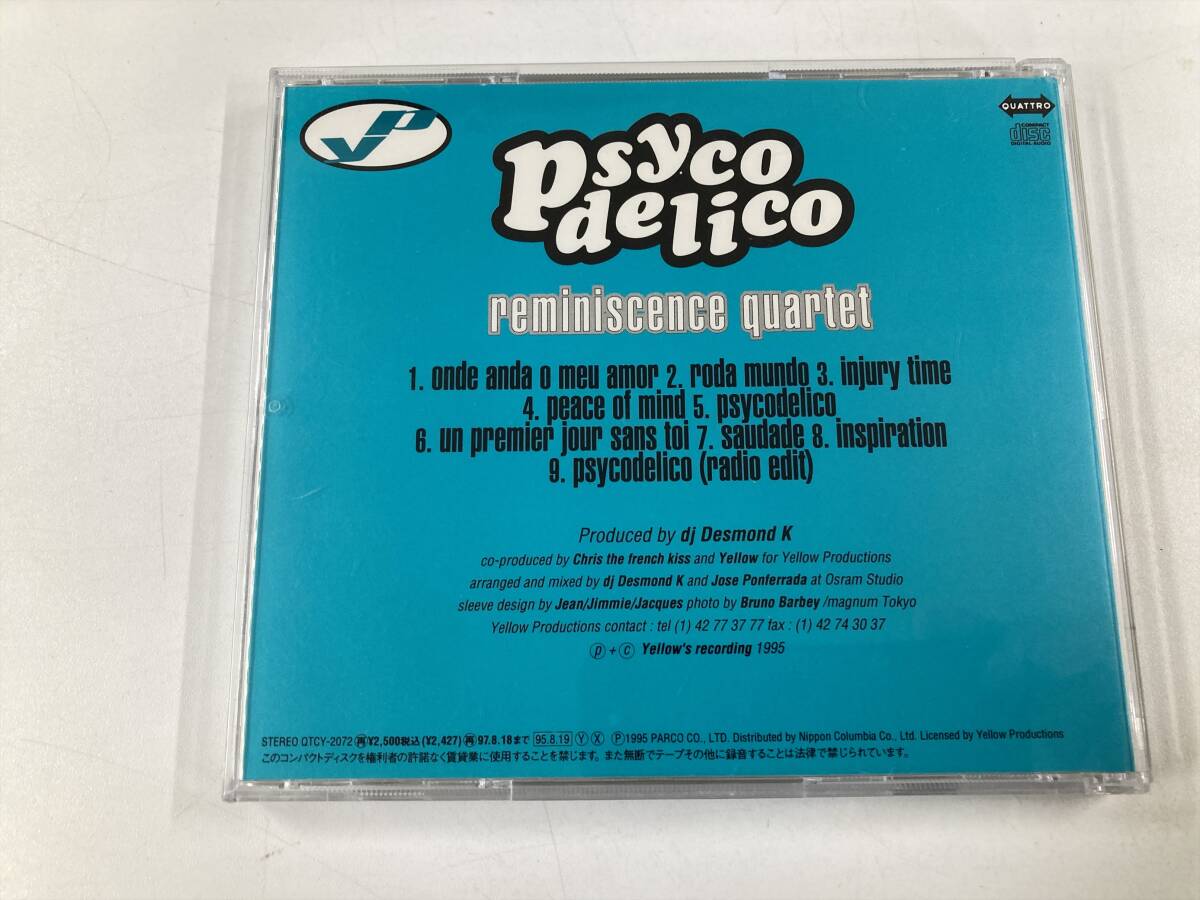 YP
QUATTRO
COMPACT
disc
DIGITAL AUDIO
psyco
delico
reminiscence quartet
1. onde anda o meu amor 2. roda mundo 3. injury time
4. peace of mind 5. psycodelico
6. un premier jour sans toi 7. saudade 8. inspiration
9. psycodelico (radio edit)
Produced by dj Desmond K
co-produced by Chris the french kiss and Yellow for Yellow Productions
arranged and mixed by dj Desmond K and Jose Ponferrada at Osram Studio
sleeve design by Jean/Jimmie/Jacques photo by Bruno Barbey /magnum Tokyo
Yellow Productions contact : tel (1) 42 77 37 77 fax : (1) 42 74 30 37
ⓟ + ⓒ Yellow's recording 1995
STEREO QTCY-2072 再¥2,500税込(¥2,427) 再97.8.18まで 95.8.19 Ⓨ Ⓧ Ⓟ1995 PARCO CO., LTD. Distributed by Nippon Columbia Co., Ltd. Licensed by Yellow Productions
このコンパクトディスクを権利者の許諾なく賃貸業に使用することを禁じます。また無断でテープその他に録音することは法律で禁じられています。